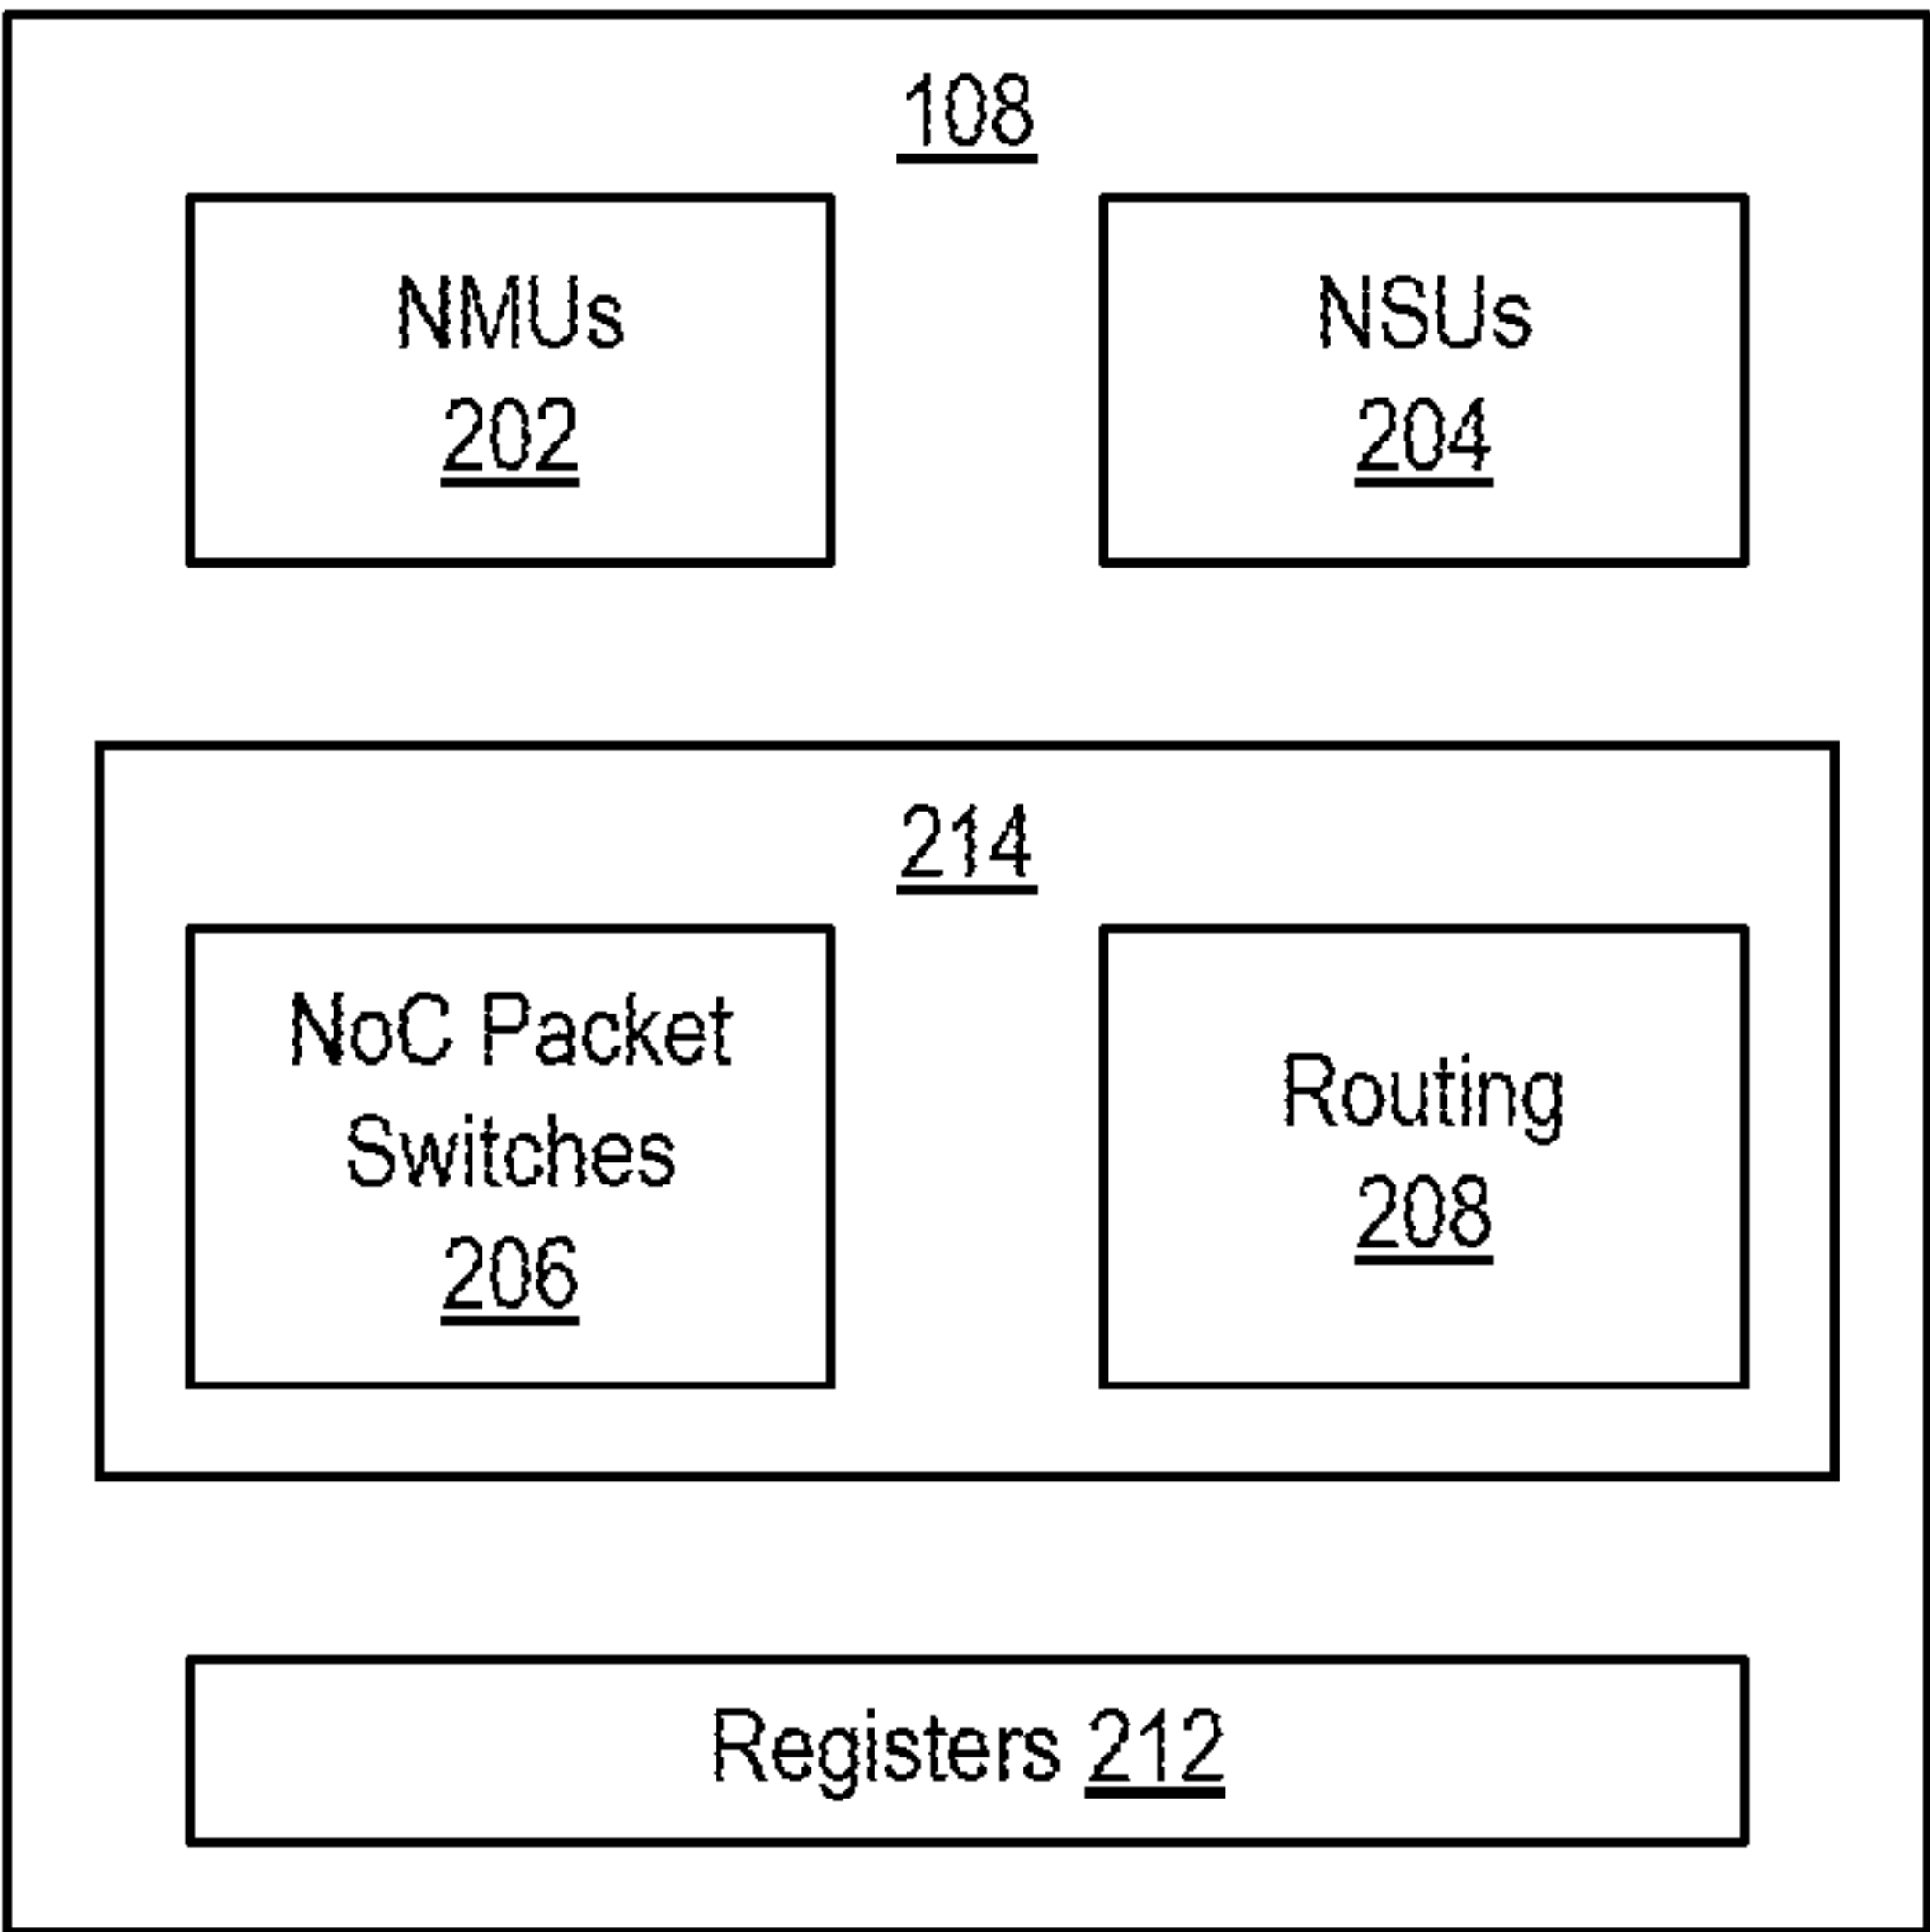 108
NMUs
202
NSUs
204
214
NoC Packet
Switches
206
Routing
208
Registers 212